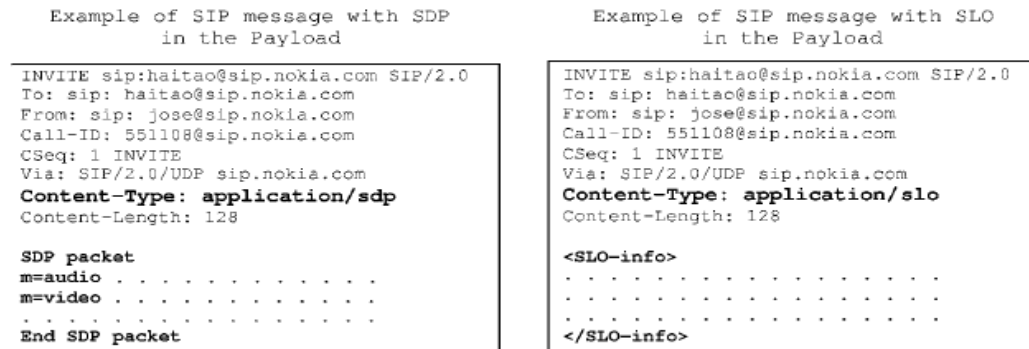 Example of SIP message with SDP
in the Payload
INVITE sip:haitao@sip.nokia.com SIP/2.0
To: sip: haitao@sip.nokia.com
From: sip: jose@sip.nokia.com
Call-ID: 551108@sip.nokia.com
CSeq: 1 INVITE
Via: SIP/2.0/UDP sip.nokia.com
Content-Type: application/sdp
Content-Length: 128
SDP packet
m=audio . . . . . . . . . . . .
m=video . . . . . . . . . . . .
. . . . . . . . . . . . . . . .
End SDP packet
Example of SIP message with SLO
in the Payload
INVITE sip:haitao@sip.nokia.com SIP/2.0
To: sip: haitao@sip.nokia.com
From: sip: jose@sip.nokia.com
Call-ID: 551108@sip.nokia.com
CSeq: 1 INVITE
Via: SIP/2.0/UDP sip.nokia.com
Content-Type: application/slo
Content-Length: 128
<SLO-info>
. . . . . . . . . . . . . . . . .
. . . . . . . . . . . . . . . . .
. . . . . . . . . . . . . . . . .
</SLO-info>